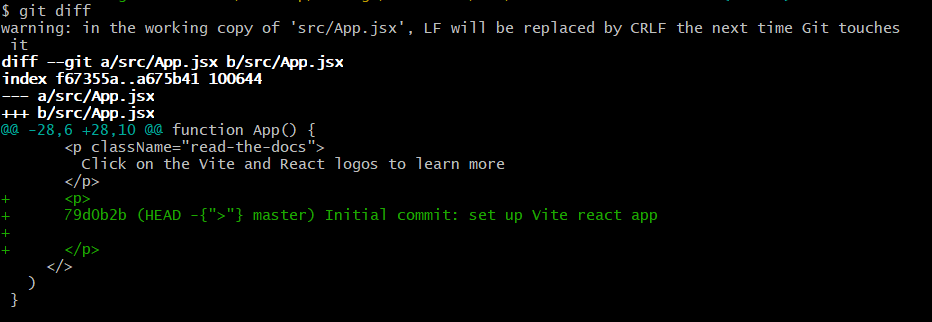 $ git diff
warning: in the working copy of 'src/App.jsx', LF will be replaced by CRLF the next time Git touches
 it
diff --git a/src/App.jsx b/src/App.jsx
index f67355a..a675b41 100644
--- a/src/App.jsx
+++ b/src/App.jsx
@@ -28,6 +28,10 @@ function App() {
       <p className="read-the-docs">
         Click on the Vite and React logos to learn more
       </p>
+      <p>
+      79d0b2b (HEAD -{">"} master) Initial commit: set up Vite react app
+
+      </p>
     </>
   )
 }